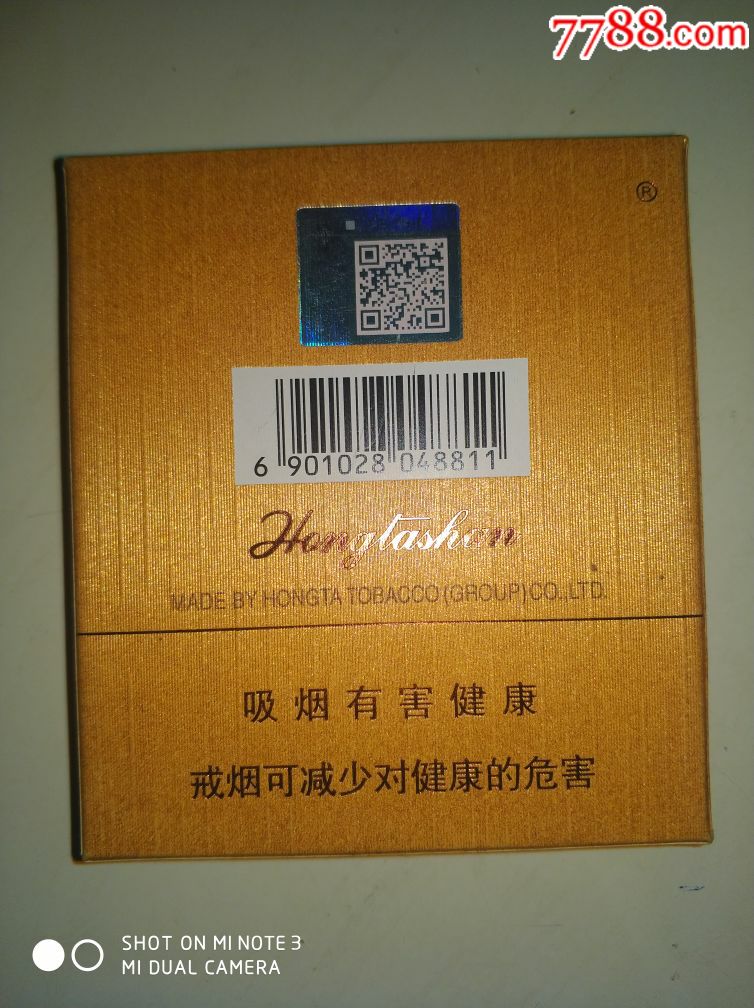 7788.com
®
6 901028 048811
Hongtashan
MADE BY HONGTA TOBACCO (GROUP) CO., LTD.
吸烟有害健康
戒烟可减少对健康的危害
SHOT ON MI NOTE 3
MI DUAL CAMERA